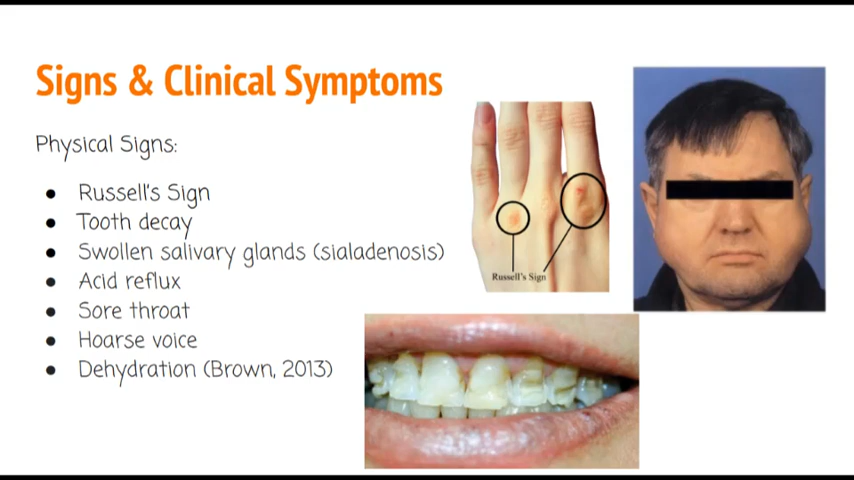 Signs & Clinical Symptoms
Physical Signs:
● Russell's Sign
● Tooth decay
● Swollen salivary glands (sialadenosis)
● Acid reflux
● Sore throat
● Hoarse voice
● Dehydration (Brown, 2013)
Russell's Sign